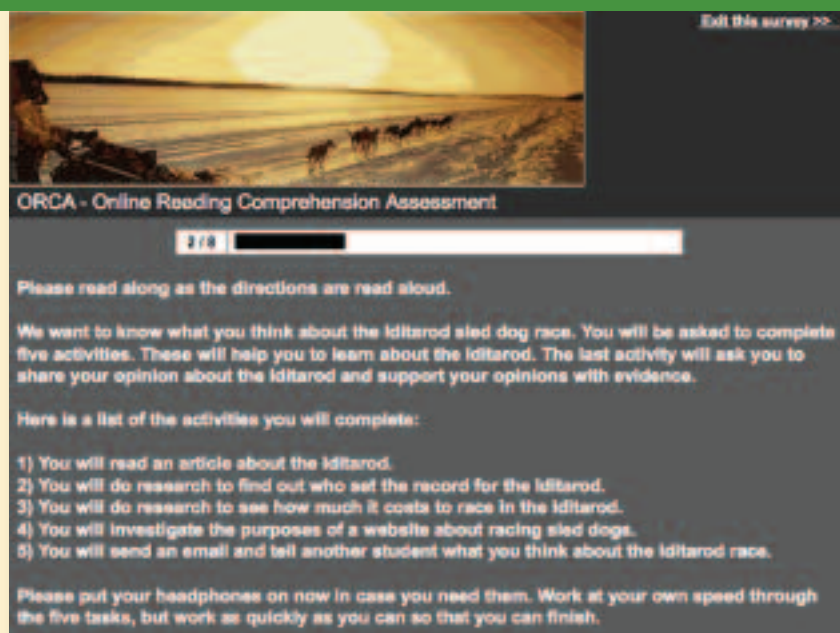 Exit this survey >>
ORCA - Online Reading Comprehension Assessment
2 / 8
Please read along as the directions are read aloud.
We want to know what you think about the Iditarod sled dog race. You will be asked to complete
five activities. These will help you to learn about the Iditarod. The last activity will ask you to
share your opinion about the Iditarod and support your opinions with evidence.
Here is a list of the activities you will complete:
1) You will read an article about the Iditarod.
2) You will do research to find out who set the record for the Iditarod.
3) You will do research to see how much it costs to race in the Iditarod.
4) You will investigate the purposes of a website about racing sled dogs.
5) You will send an email and tell another student what you think about the Iditarod race.
Please put your headphones on now in case you need them. Work at your own speed through
the five tasks, but work as quickly as you can so that you can finish.